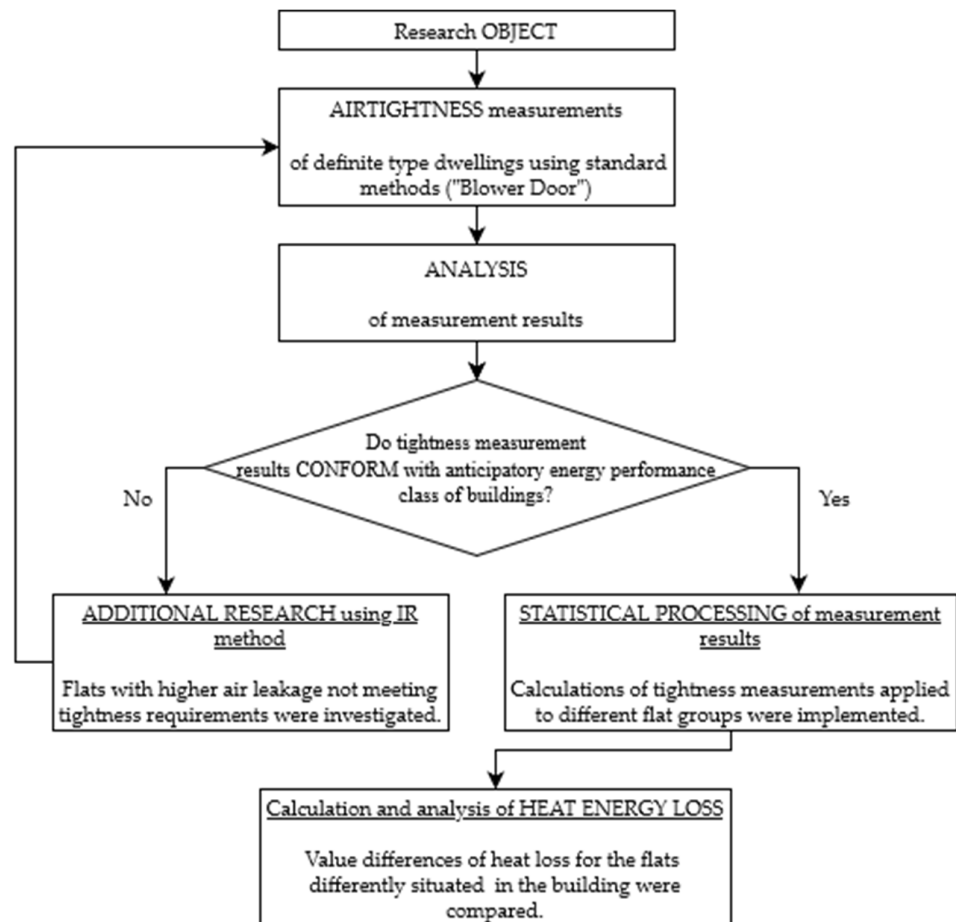 Research OBJECT
AIRTIGHTNESS measurements
of definite type dwellings using standard
methods ("Blower Door")
ANALYSIS
of measurement results
Do tightness measurement
results CONFORM with anticipatory energy performance
class of buildings?
No
Yes
ADDITIONAL RESEARCH using IR
method
Flats with higher air leakage not meeting
tightness requirements were investigated.
STATISTICAL PROCESSING of measurement
results
Calculations of tightness measurements applied
to different flat groups were implemented.
Calculation and analysis of HEAT ENERGY LOSS
Value differences of heat loss for the flats
differently situated in the building were
compared.